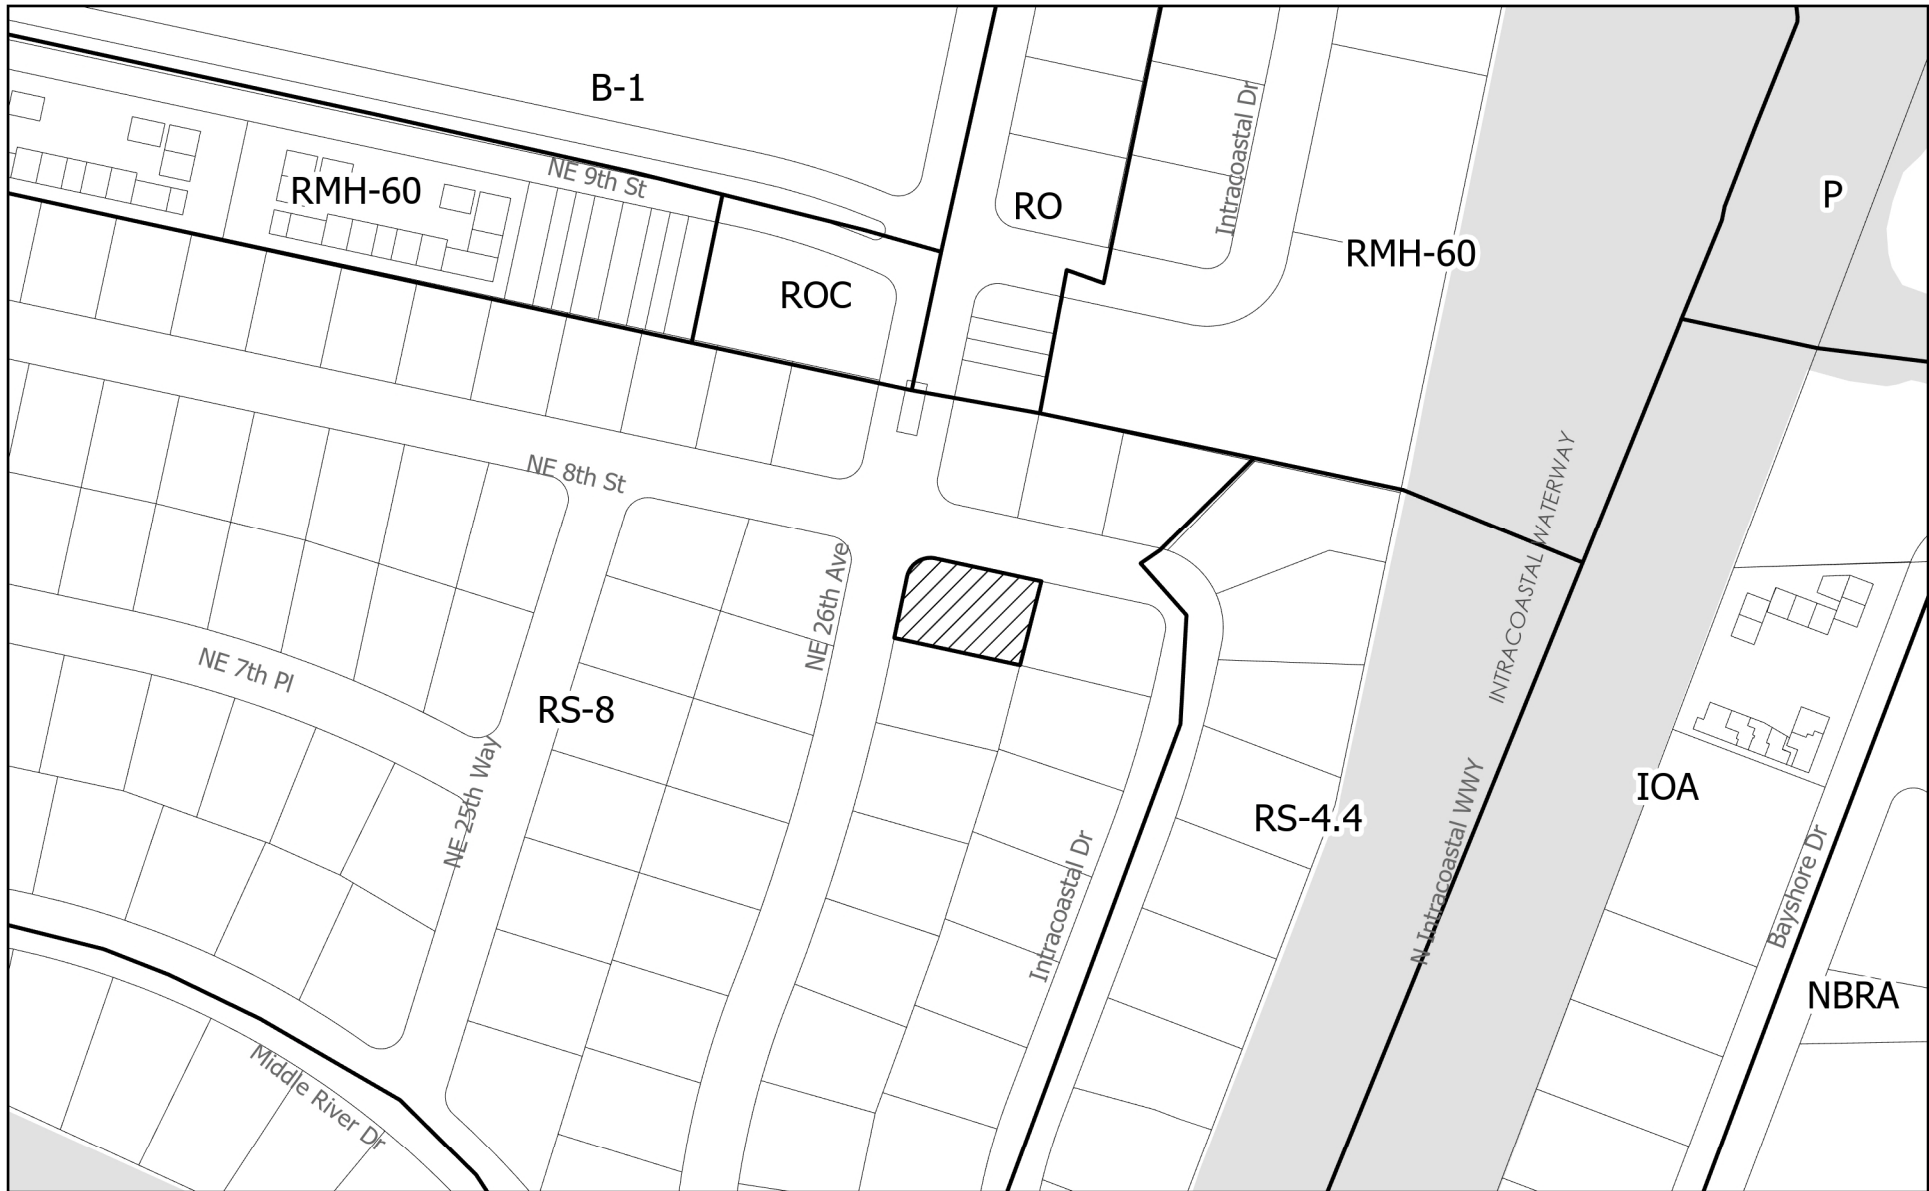 B-1
NE 9th St
RMH-60
RO
Intracoastal Dr
P
RMH-60
ROC
NE 8th St
INTRACOASTAL WATERWAY
NE 26th Ave
NE 7th Pl
RS-8
NE 25th Way
N Intracoastal WWY
IOA
RS-4.4
Intracoastal Dr
Bayshore Dr
NBRA
Middle River Dr